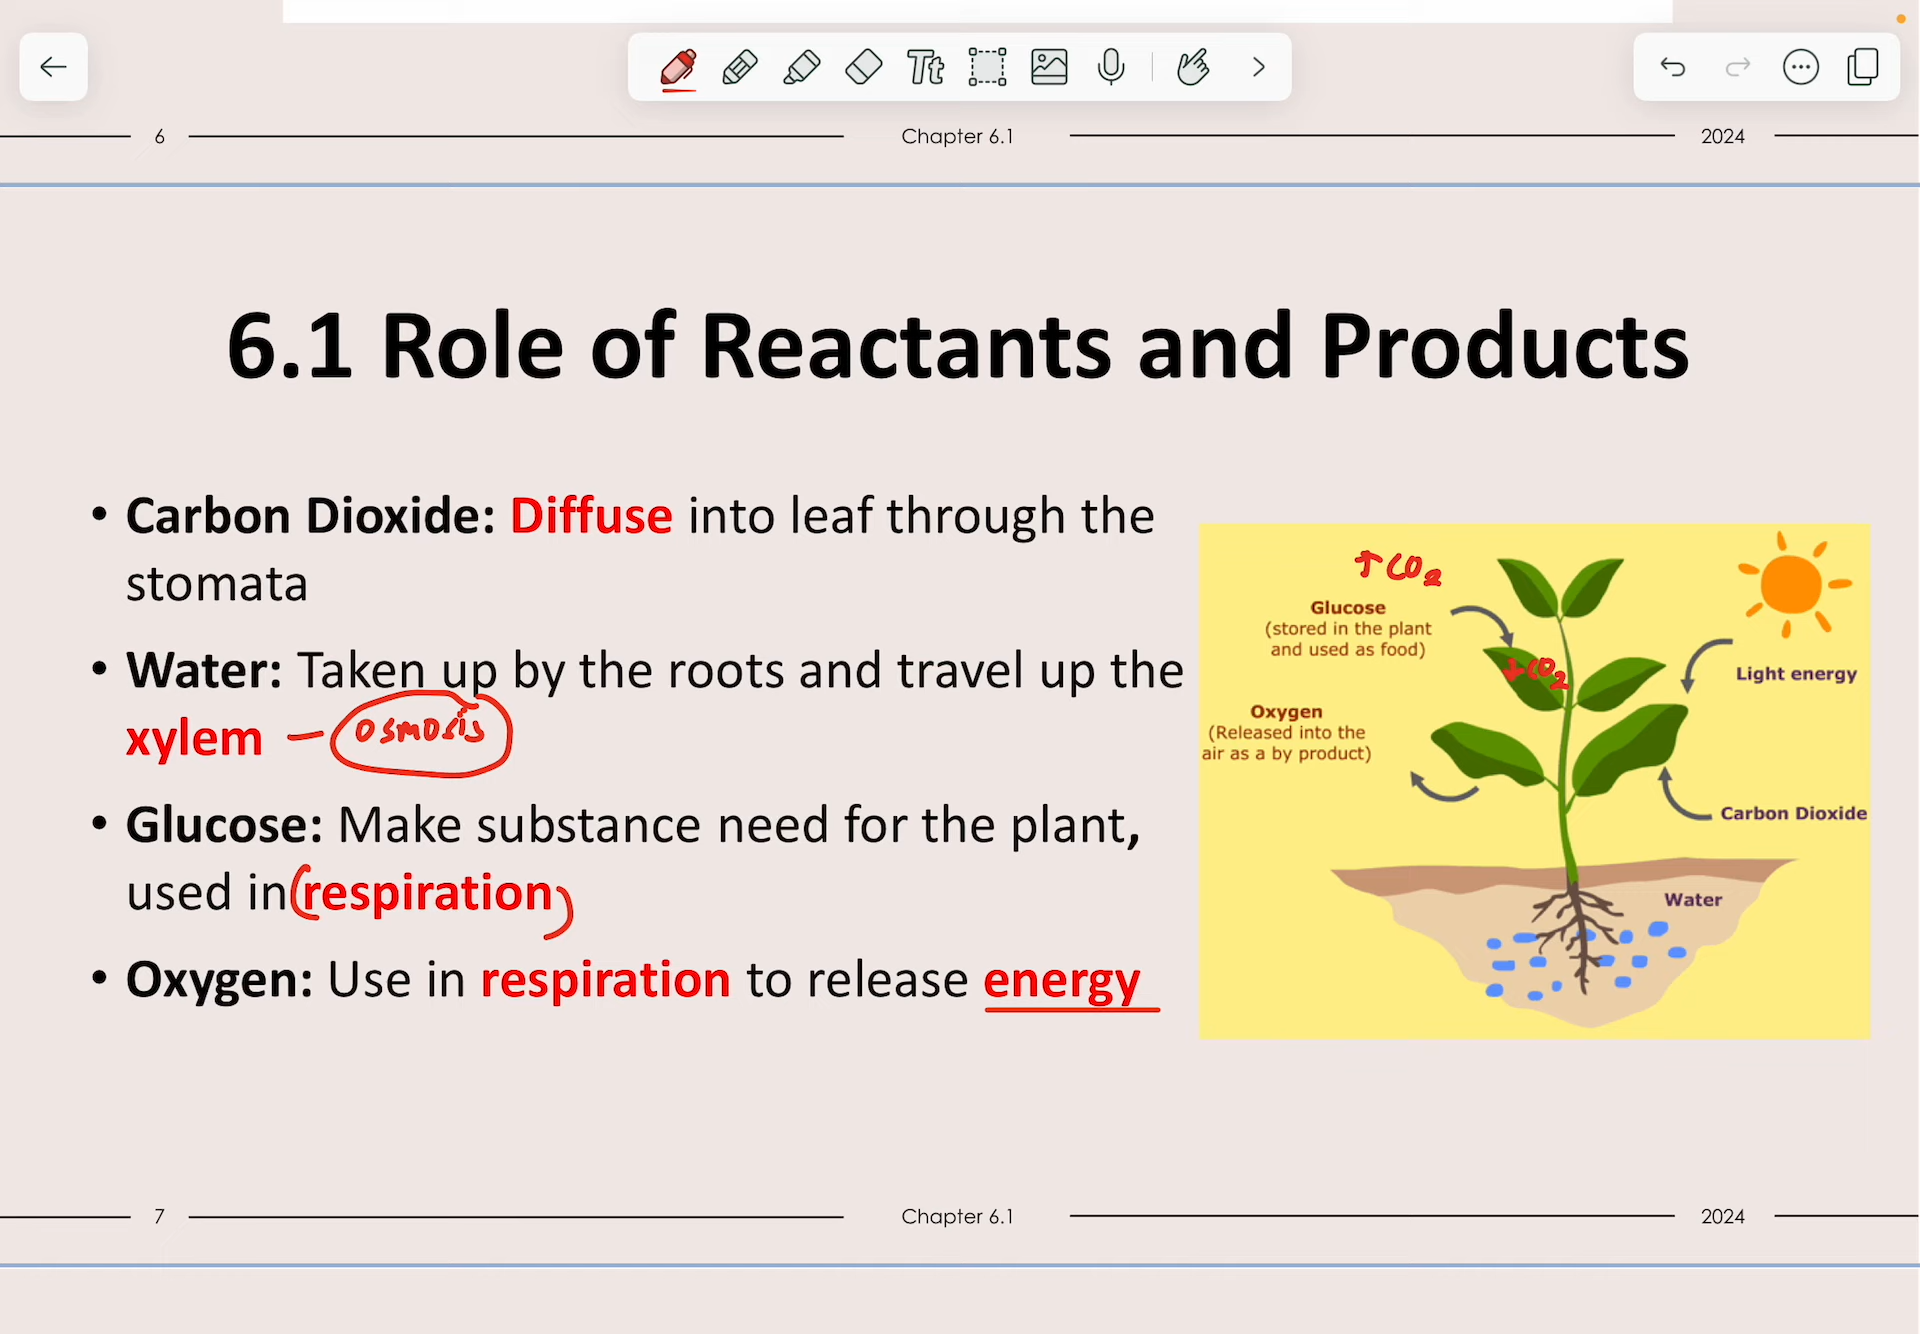 Tt
6 Chapter 6.1 2024
6.1 Role of Reactants and Products
• Carbon Dioxide: Diffuse into leaf through the
stomata
• Water: Taken up by the roots and travel up the
xylem – osmosis
• Glucose: Make substance need for the plant,
used in (respiration)
• Oxygen: Use in respiration to release energy
↑ CO2
Glucose
(stored in the plant
and used as food)
↓ CO2
Light energy
Oxygen
(Released into the
air as a by product)
Carbon Dioxide
Water
7 Chapter 6.1 2024